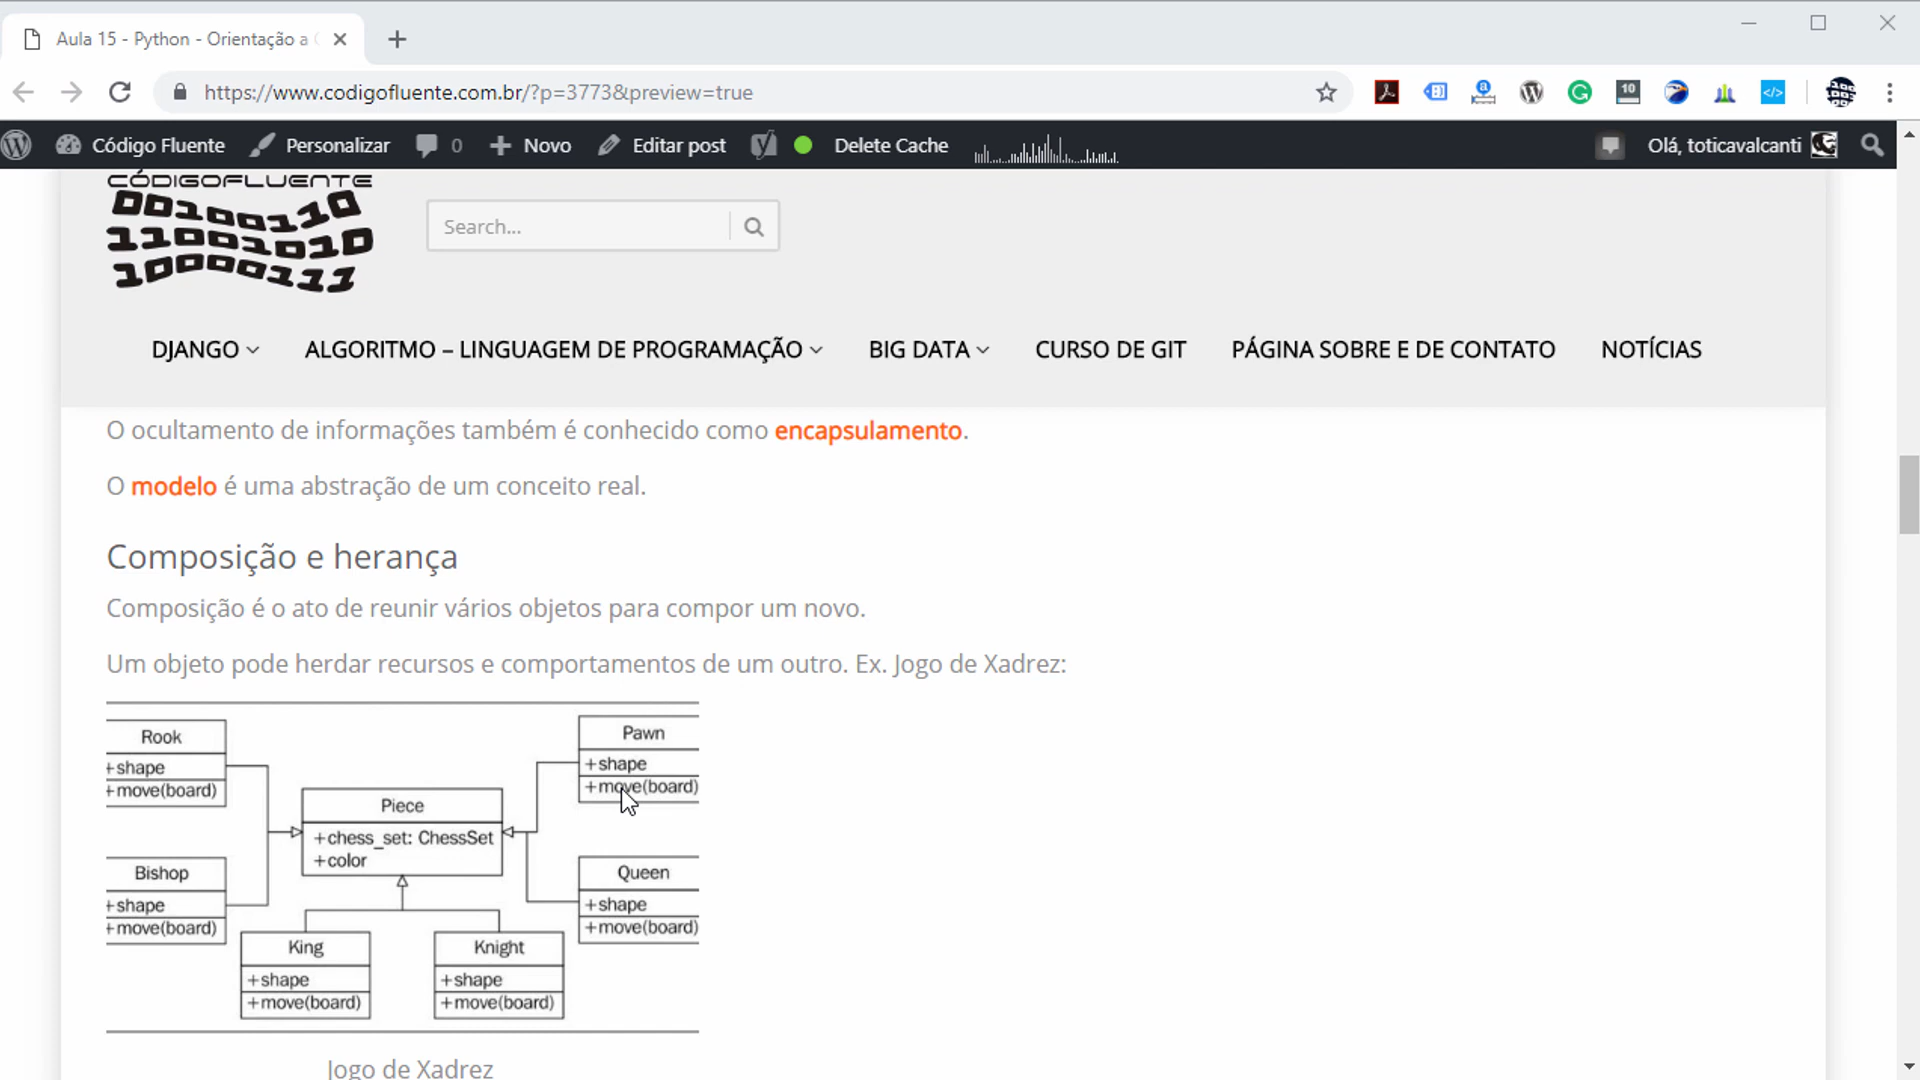 Aula 15 - Python - Orientação a
https://www.codigofluente.com.br/?p=3773&preview=true
10
Código Fluente Personalizar 0 Novo Editar post Delete Cache Olá, toticavalcanti
CÓDIGOFLUENTE
00100110
11001010
10000111
Search...
DJANGO ALGORITMO – LINGUAGEM DE PROGRAMAÇÃO BIG DATA CURSO DE GIT PÁGINA SOBRE E DE CONTATO NOTÍCIAS
O ocultamento de informações também é conhecido como encapsulamento.
O modelo é uma abstração de um conceito real.
Composição e herança
Composição é o ato de reunir vários objetos para compor um novo.
Um objeto pode herdar recursos e comportamentos de um outro. Ex. Jogo de Xadrez:
Rook
+shape
+move(board)
Pawn
+shape
+move(board)
Piece
+chess_set: ChessSet
+color
Bishop
+shape
+move(board)
Queen
+shape
+move(board)
King
+shape
+move(board)
Knight
+shape
+move(board)
Jogo de Xadrez